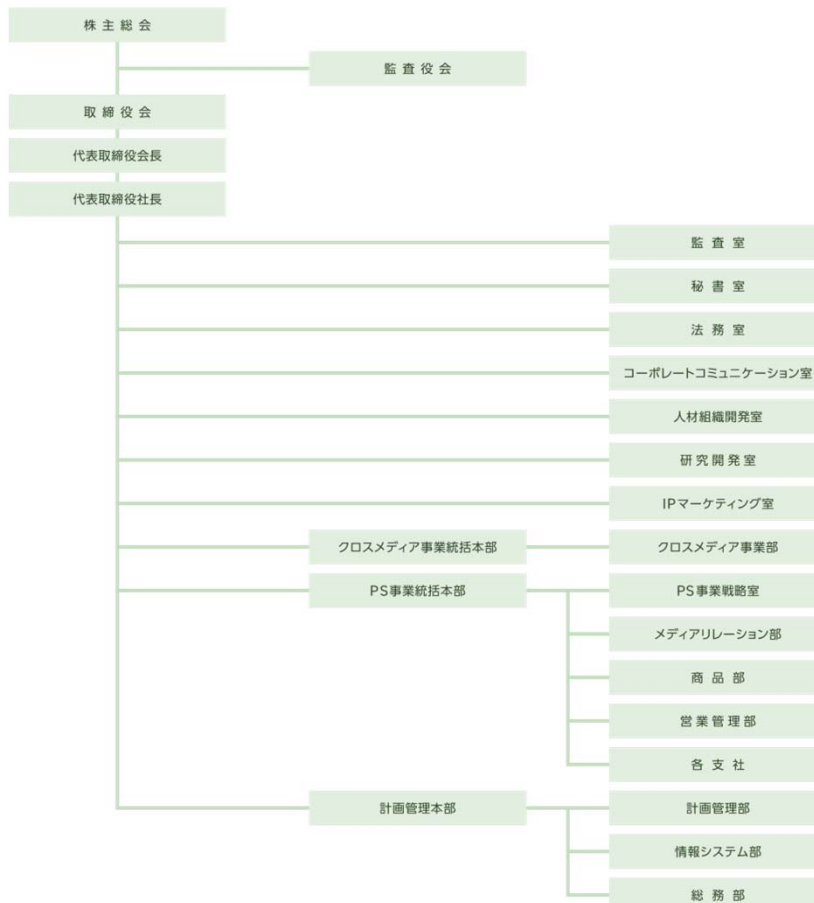 株主総会
監査役会
取締役会
代表取締役会長
代表取締役社長
監査室
秘書室
法務室
コーポレートコミュニケーション室
人材組織開発室
研究開発室
IPマーケティング室
クロスメディア事業統括本部
クロスメディア事業部
PS事業統括本部
PS事業戦略室
メディアリレーション部
商品部
営業管理部
各支社
計画管理本部
計画管理部
情報システム部
総務部